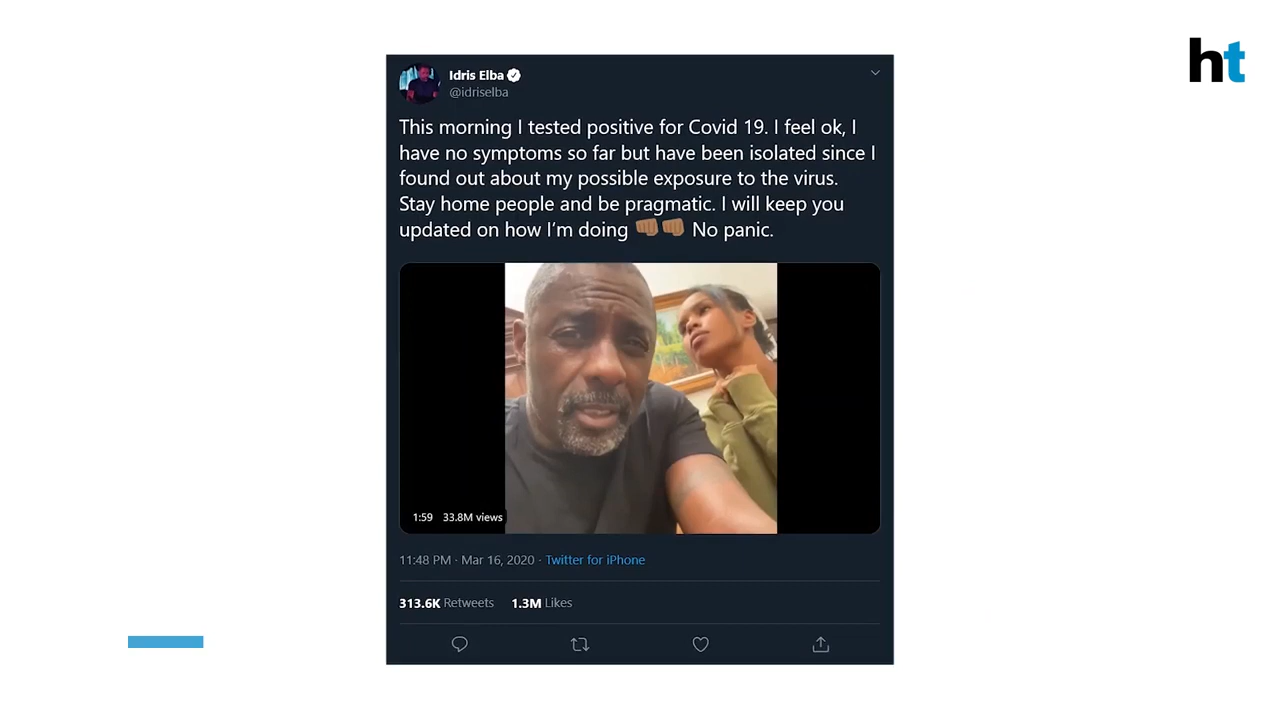 ht
Idris Elba
@idriselba
This morning I tested positive for Covid 19. I feel ok, I
have no symptoms so far but have been isolated since I
found out about my possible exposure to the virus.
Stay home people and be pragmatic. I will keep you
updated on how I'm doing 👊🏾👊🏾 No panic.
1:59 33.8M views
11:48 PM · Mar 16, 2020 · Twitter for iPhone
313.6K Retweets 1.3M Likes